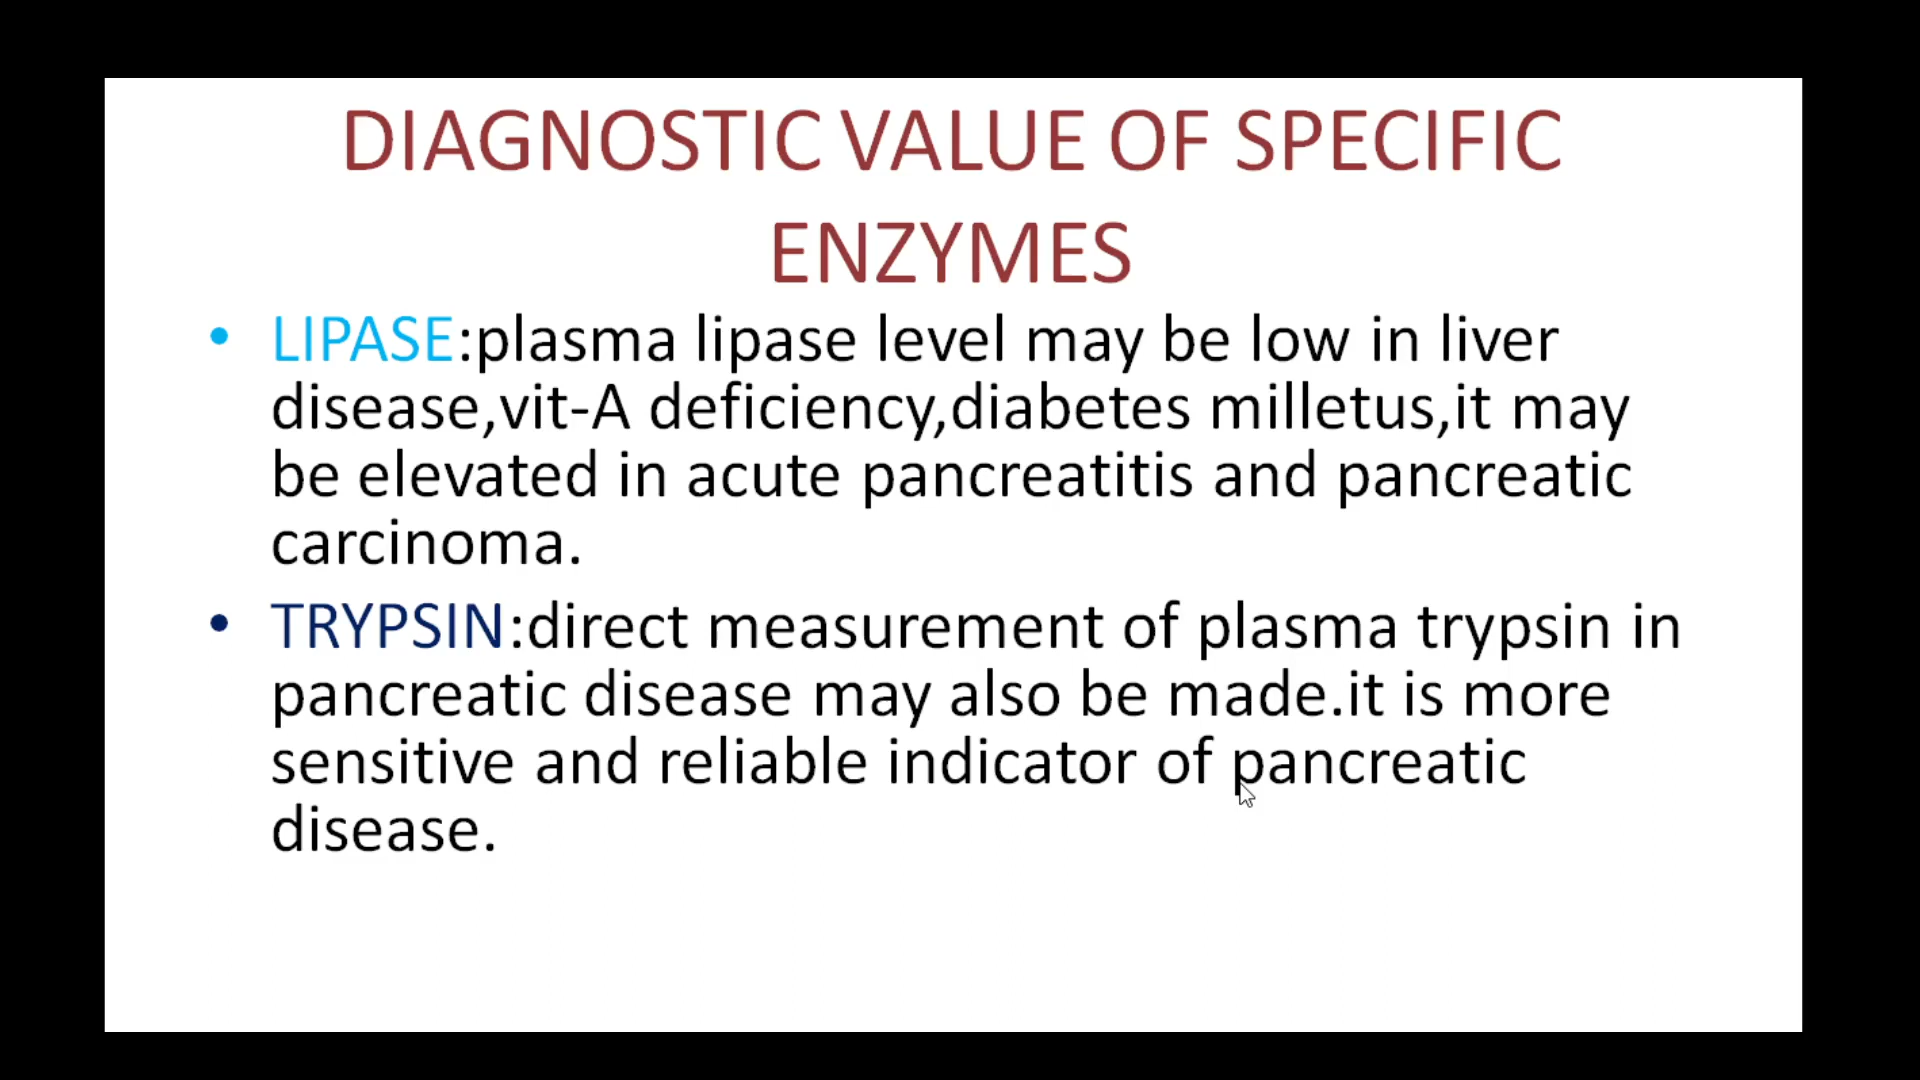 DIAGNOSTIC VALUE OF SPECIFIC
ENZYMES
• LIPASE:plasma lipase level may be low in liver
disease,vit-A deficiency,diabetes milletus,it may
be elevated in acute pancreatitis and pancreatic
carcinoma.
• TRYPSIN:direct measurement of plasma trypsin in
pancreatic disease may also be made.it is more
sensitive and reliable indicator of pancreatic
disease.